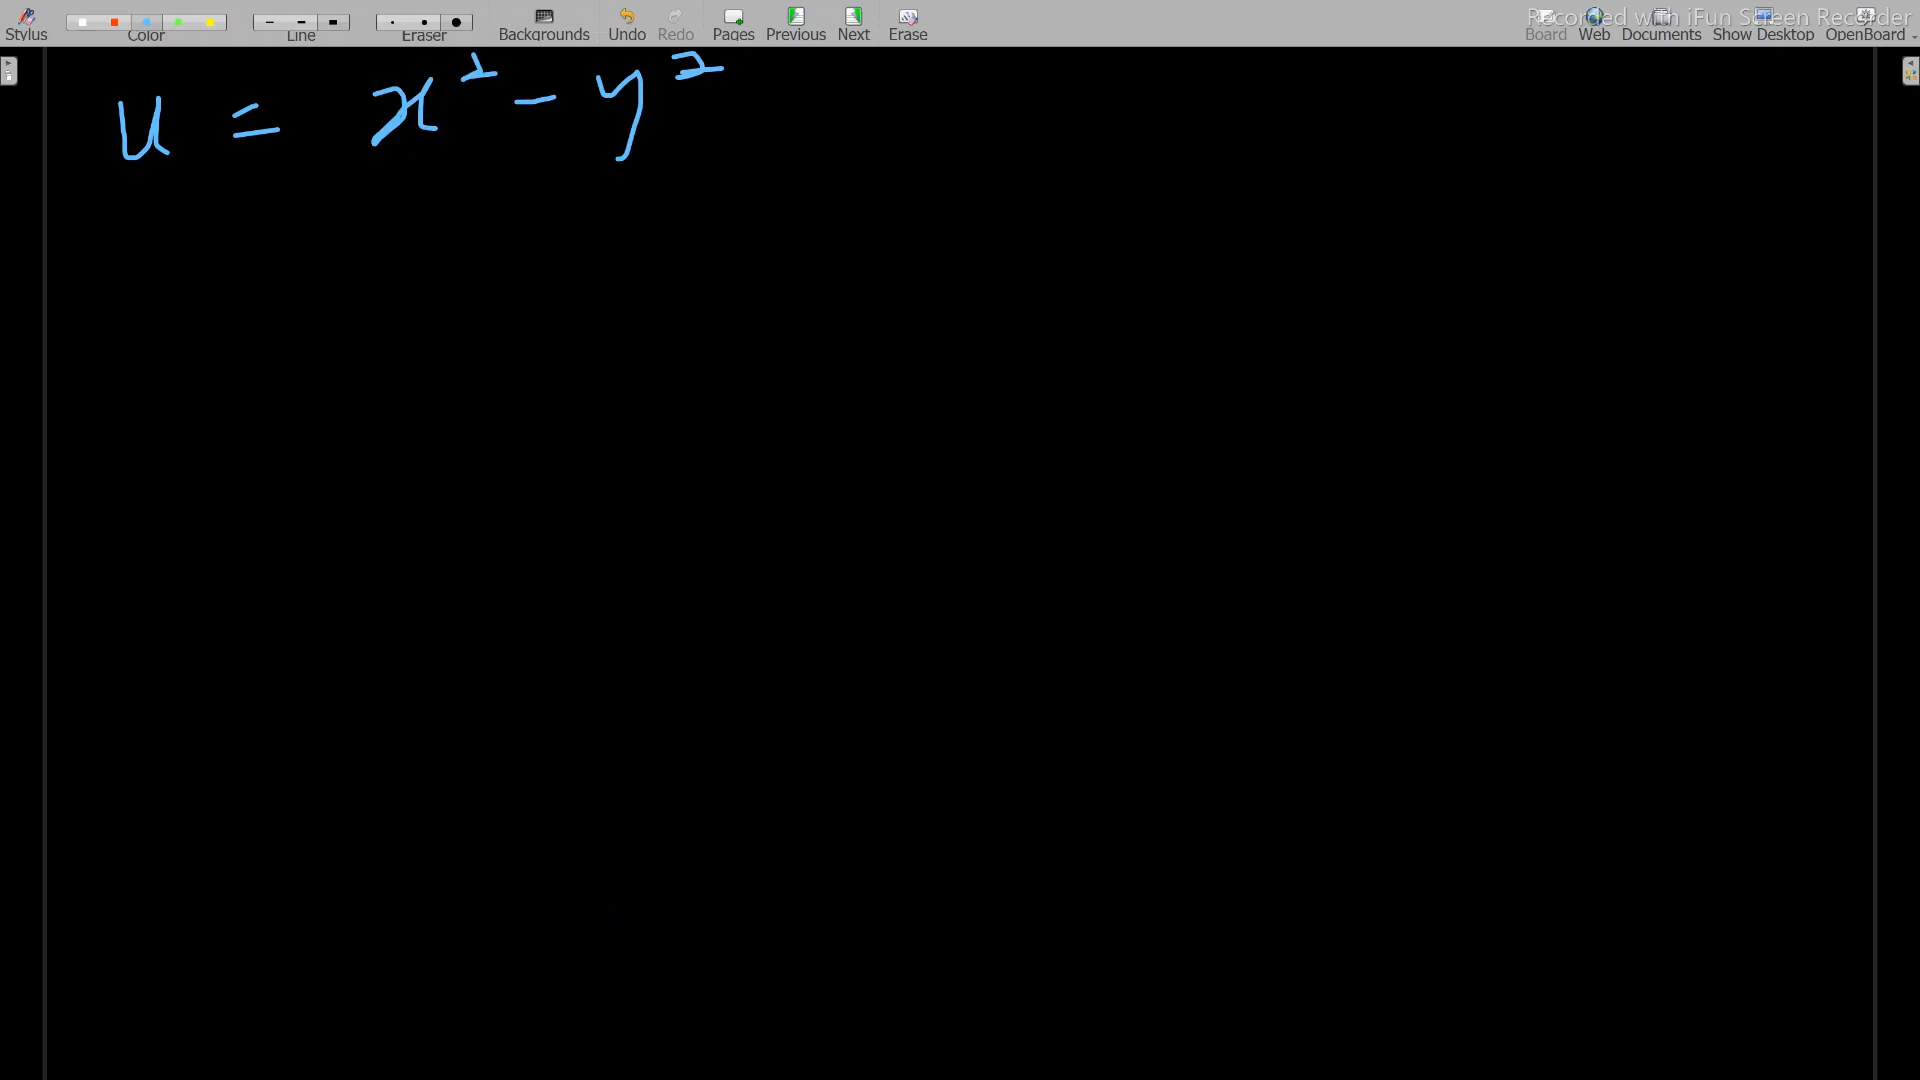 Recorded with iFun Screen Recorder
Stylus Color Line Eraser Backgrounds Undo Redo Pages Previous Next Erase Board Web Documents Show Desktop OpenBoard
u = x² - y²